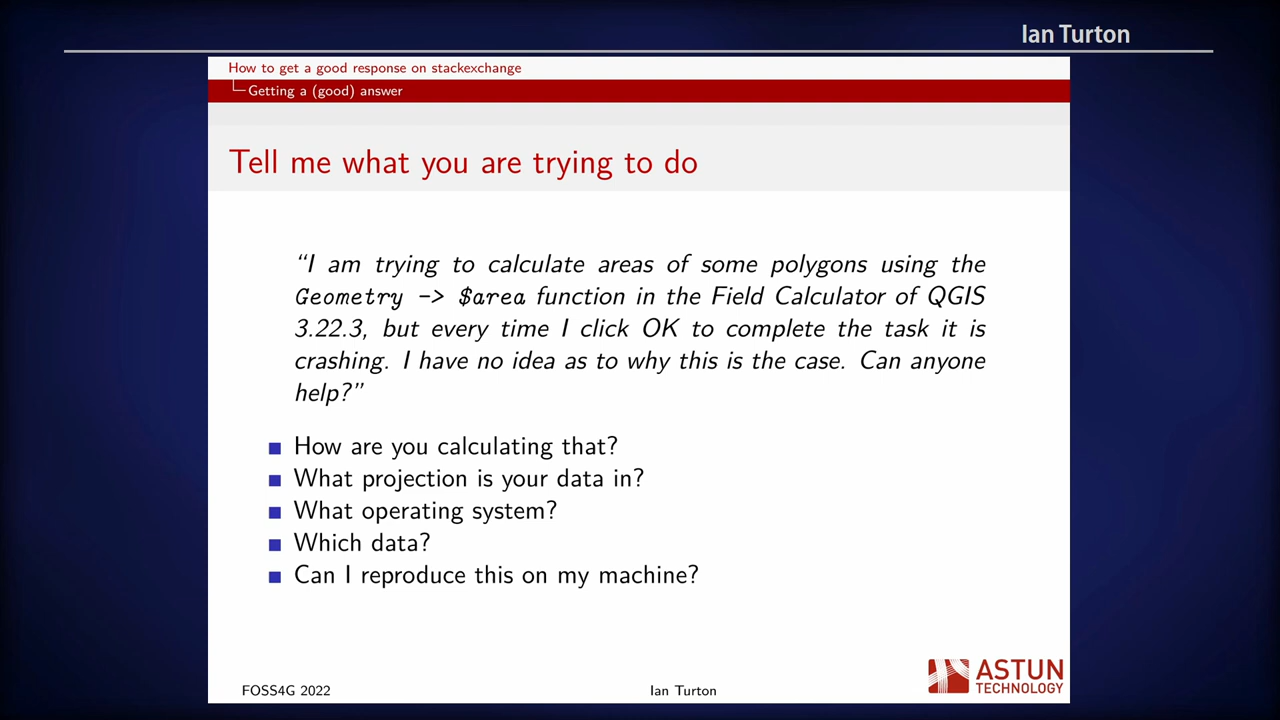 Ian Turton
How to get a good response on stackexchange
Getting a (good) answer
Tell me what you are trying to do
“I am trying to calculate areas of some polygons using the
Geometry -> $area function in the Field Calculator of QGIS
3.22.3, but every time I click OK to complete the task it is
crashing. I have no idea as to why this is the case. Can anyone
help?”
How are you calculating that?
What projection is your data in?
What operating system?
Which data?
Can I reproduce this on my machine?
ASTUN
TECHNOLOGY
FOSS4G 2022
Ian Turton